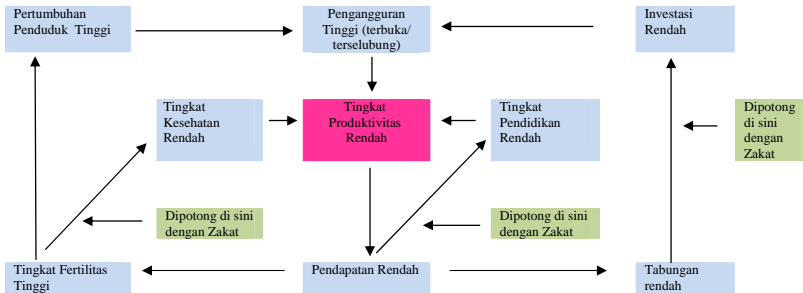 Pertumbuhan
Penduduk Tinggi
Pengangguran
Tinggi (terbuka/
terselubung)
Investasi
Rendah
Tingkat
Kesehatan
Rendah
Tingkat
Produktivitas
Rendah
Tingkat
Pendidikan
Rendah
Dipotong
di sini
dengan
Zakat
Dipotong di sini
dengan Zakat
Dipotong di sini
dengan Zakat
Tingkat Fertilitas
Tinggi
Pendapatan Rendah
Tabungan
rendah